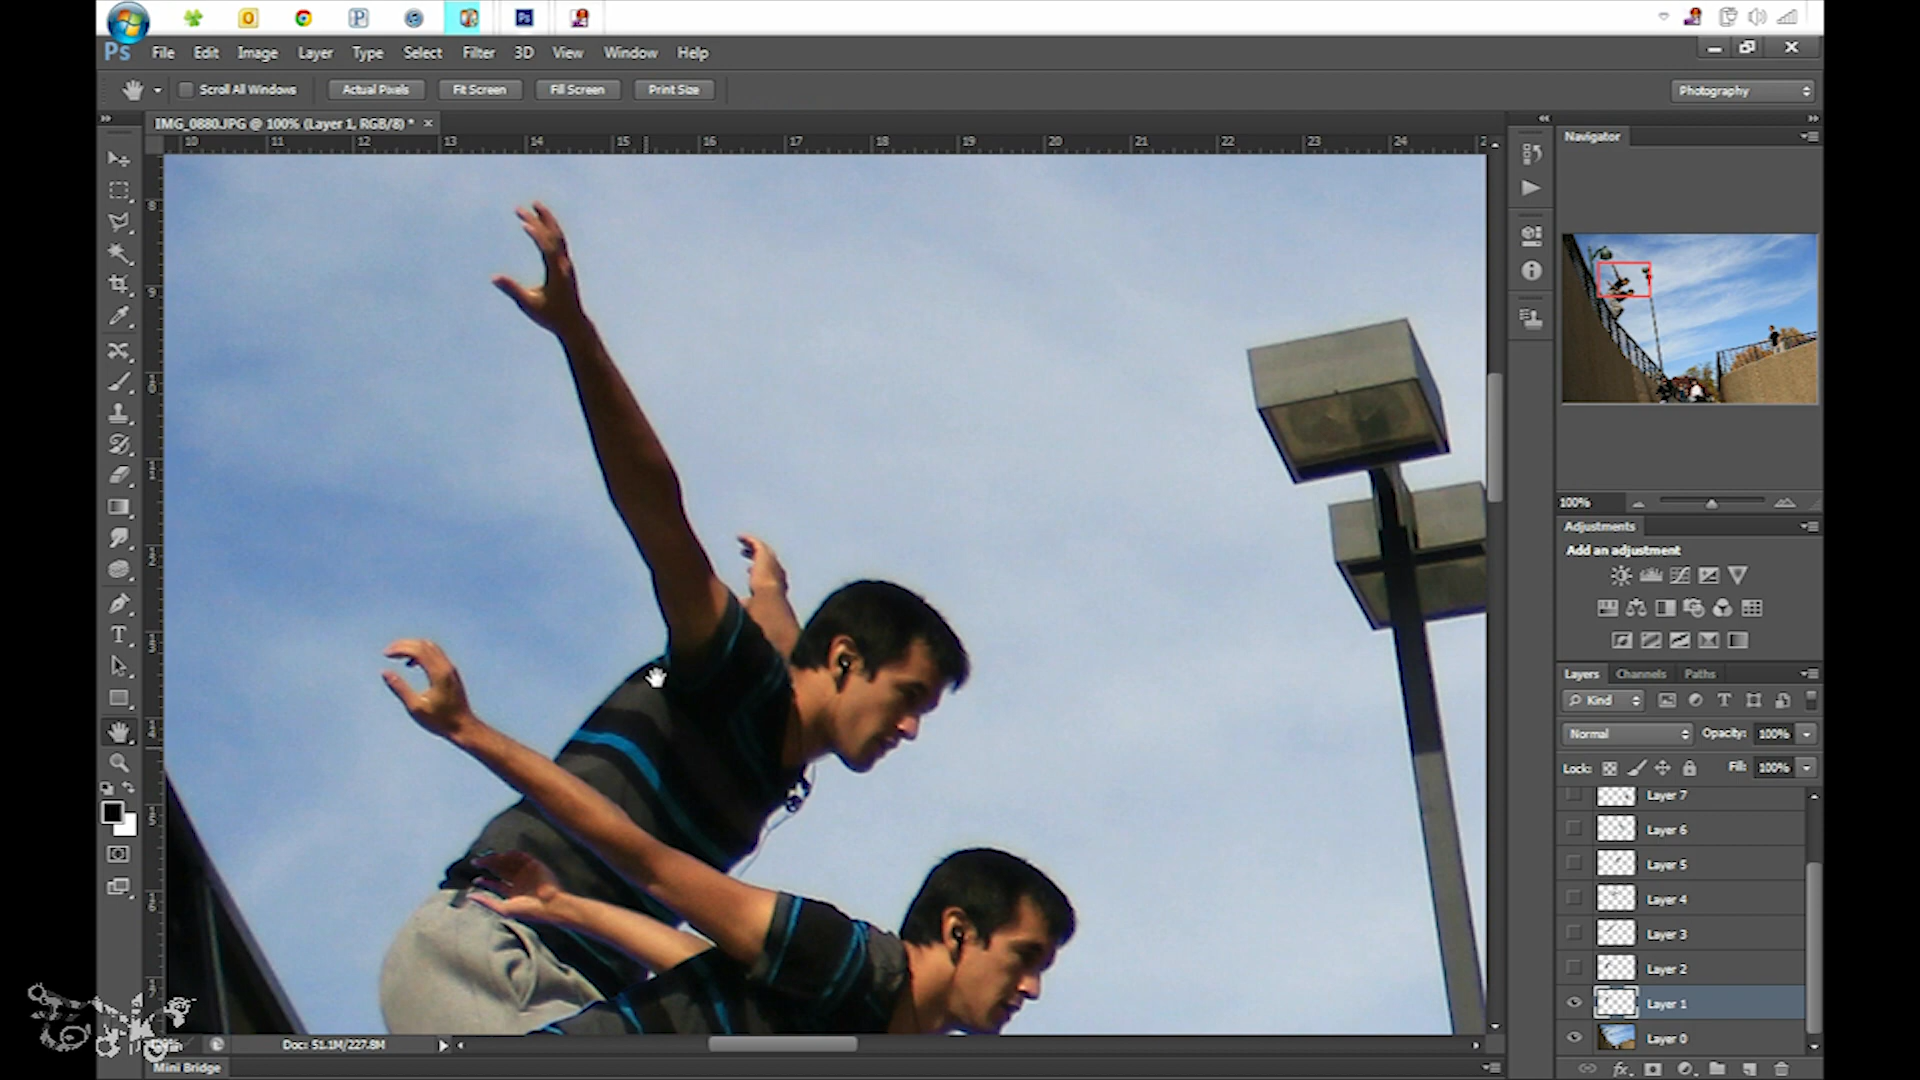 Ps File Edit Image Layer Type Select Filter 3D View Window Help
Scroll All Windows Actual Pixels Fit Screen Fill Screen Print Size Photography
IMG_0880.JPG @ 100% (Layer 1, RGB/8) *
10 11 12 13 14 15 16 17 18 19 20 21 22 23 24
Navigator
100%
Adjustments
Add an adjustment
Layers Channels Paths
Kind
Normal Opacity: 100%
Lock: Fill: 100%
Layer 7
Layer 6
Layer 5
Layer 4
Layer 3
Layer 2
Layer 1
Layer 0
Doc: 51.1M/227.8M
Mini Bridge